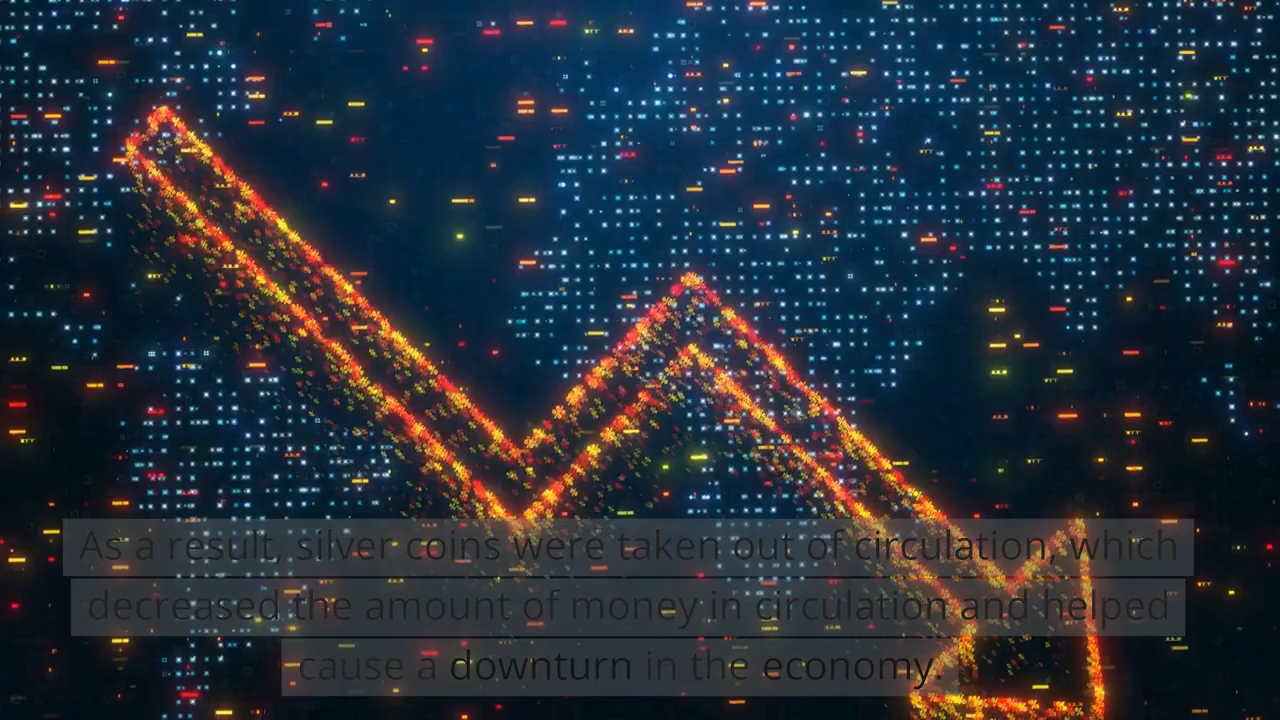 As a result, silver coins were taken out of circulation, which
decreased the amount of money in circulation and helped
cause a downturn in the economy.